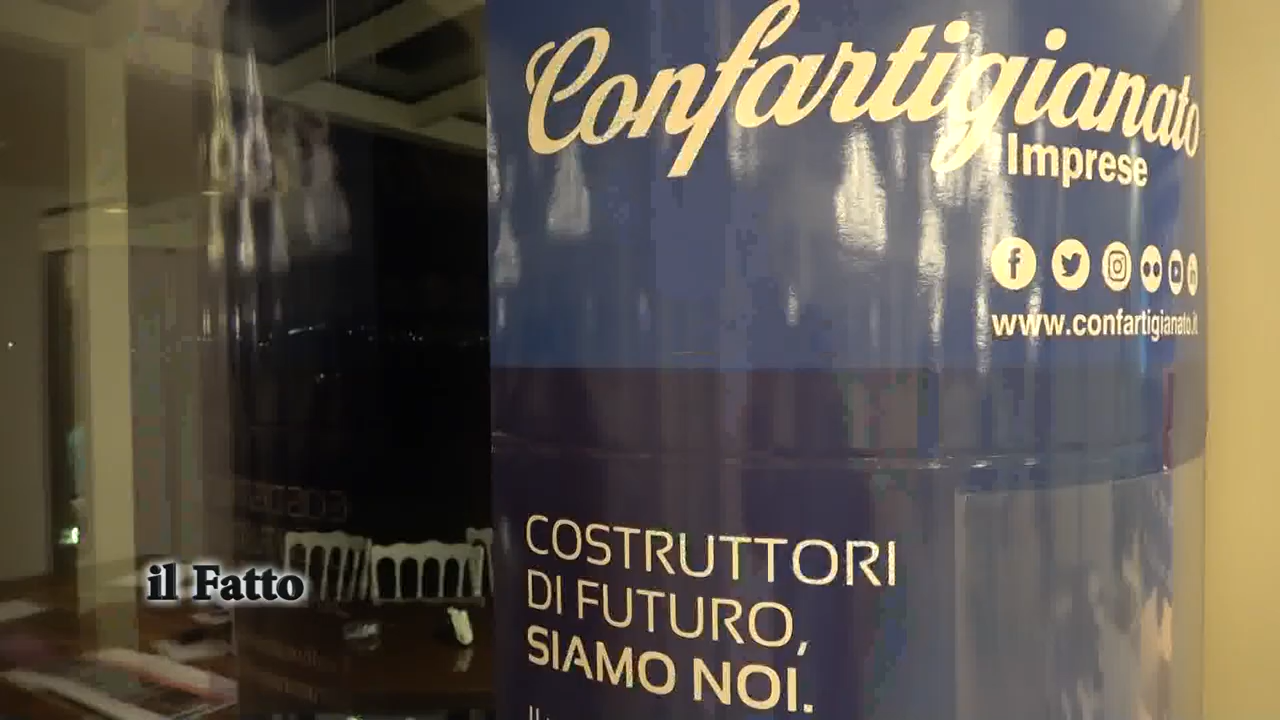 Confartigianato
Imprese
www.confartigianato.it
COSTRUTTORI
DI FUTURO,
SIAMO NOI.
il Fatto